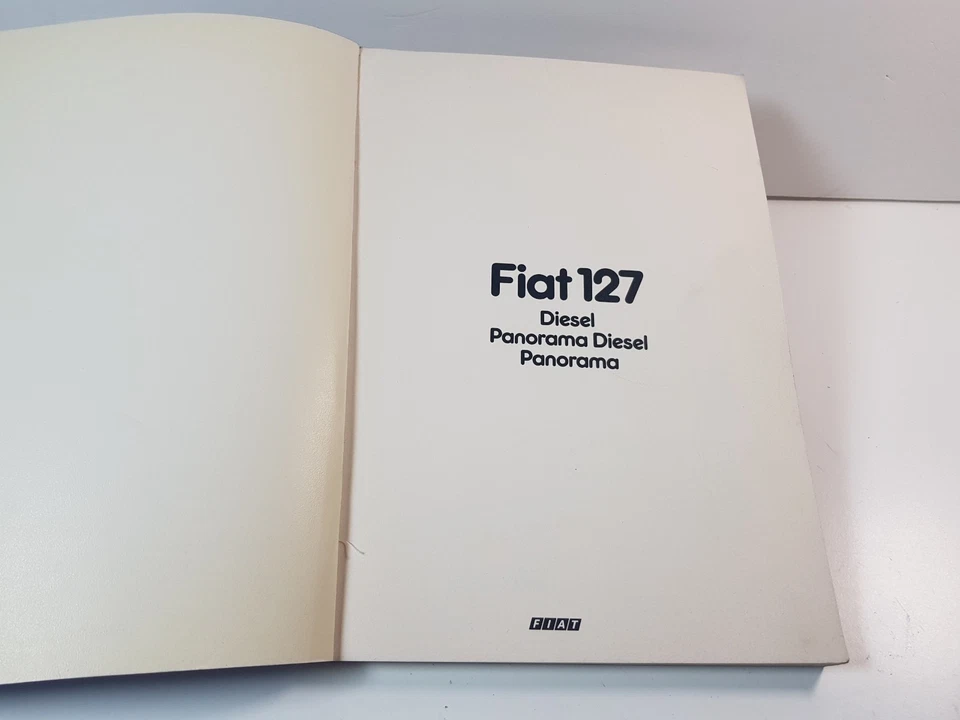 Fiat 127
Diesel
Panorama Diesel
Panorama
FIAT